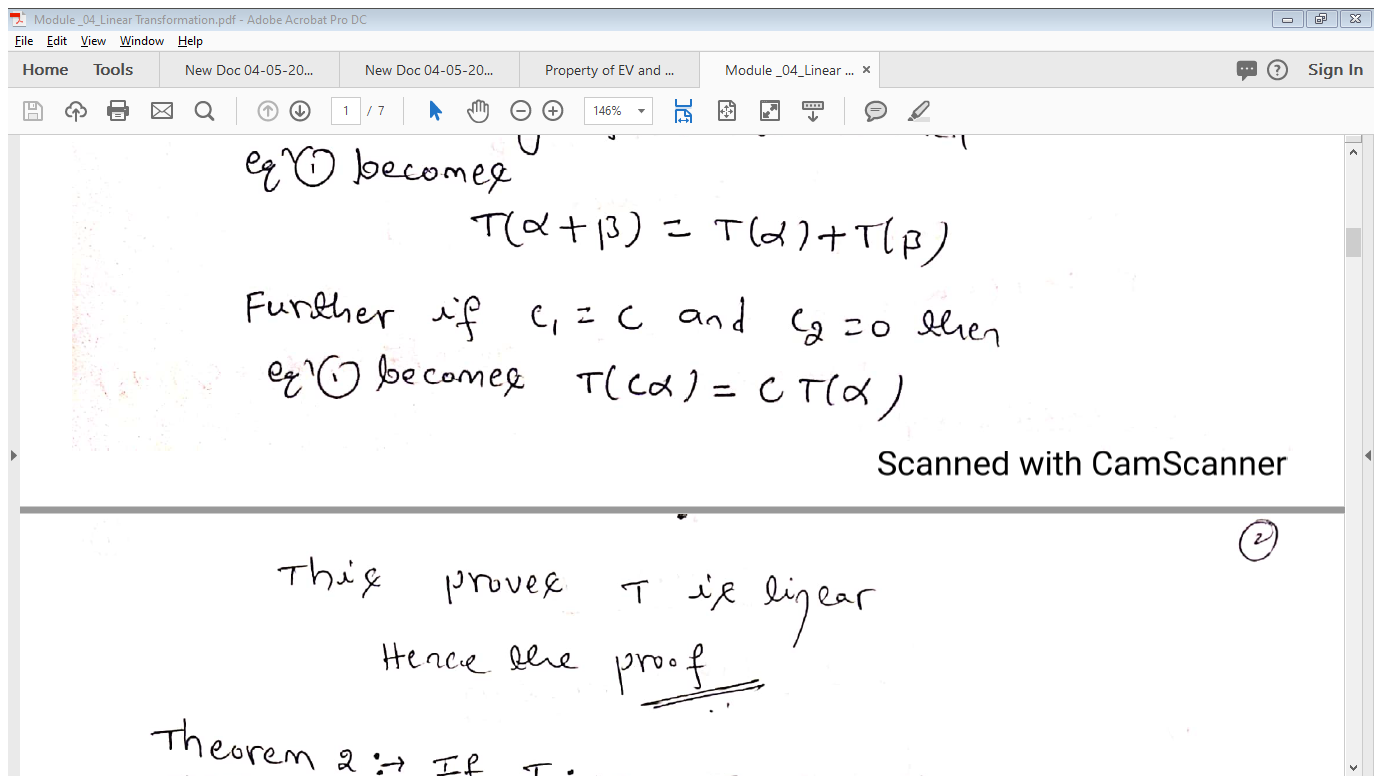 Module _04_Linear Transformation.pdf - Adobe Acrobat Pro DC
File Edit View Window Help
Home Tools New Doc 04-05-20... New Doc 04-05-20... Property of EV and ... Module _04_Linear ... × Sign In
1 / 7 146%
eqⁿ ① becomes
T(α + β) = T(α) + T(β)
Further if c₁ = c and c₂ = 0 then
eqⁿ ① becomes T(cα) = c T(α)
Scanned with CamScanner
②
This proves T is linear
Hence the proof
Theorem 2 :→ If T